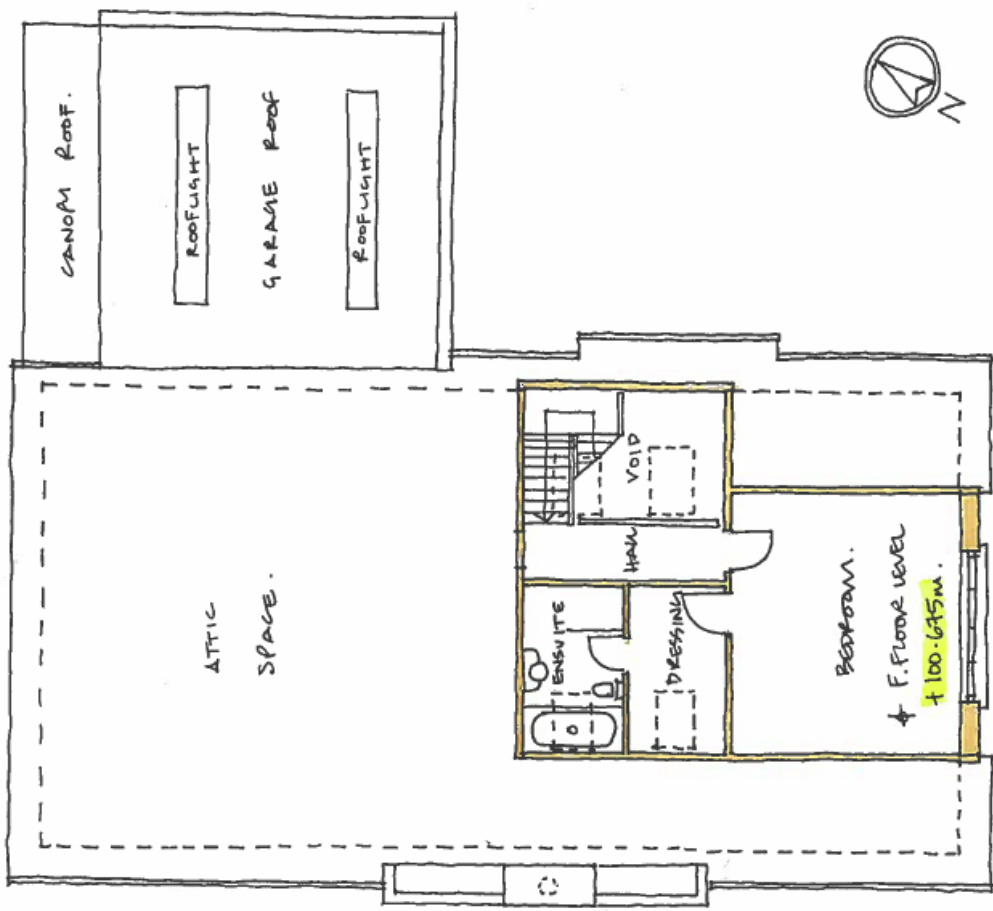 CANOPY ROOF.
ROOFLIGHT
GARAGE ROOF
ROOFLIGHT
N
ATTIC
SPACE.
VOID
HALL
ENSUITE
DRESSING
BEDROOM.
F. FLOOR LEVEL
+ 100.675m.